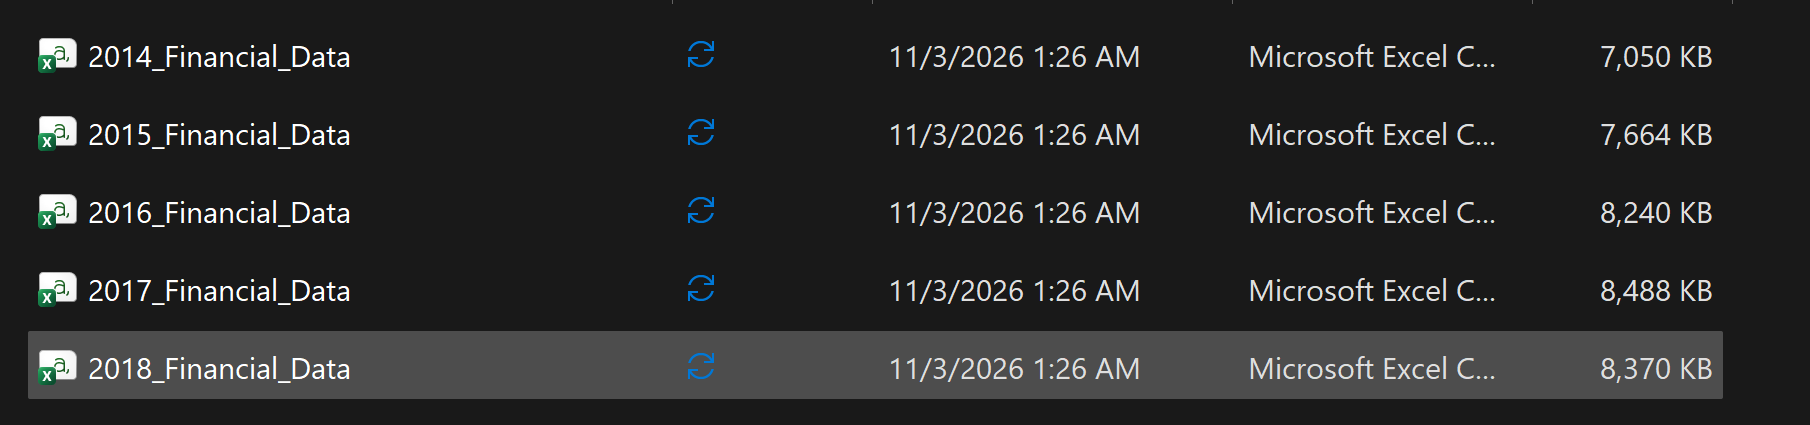 2014_Financial_Data 11/3/2026 1:26 AM Microsoft Excel C... 7,050 KB
2015_Financial_Data 11/3/2026 1:26 AM Microsoft Excel C... 7,664 KB
2016_Financial_Data 11/3/2026 1:26 AM Microsoft Excel C... 8,240 KB
2017_Financial_Data 11/3/2026 1:26 AM Microsoft Excel C... 8,488 KB
2018_Financial_Data 11/3/2026 1:26 AM Microsoft Excel C... 8,370 KB